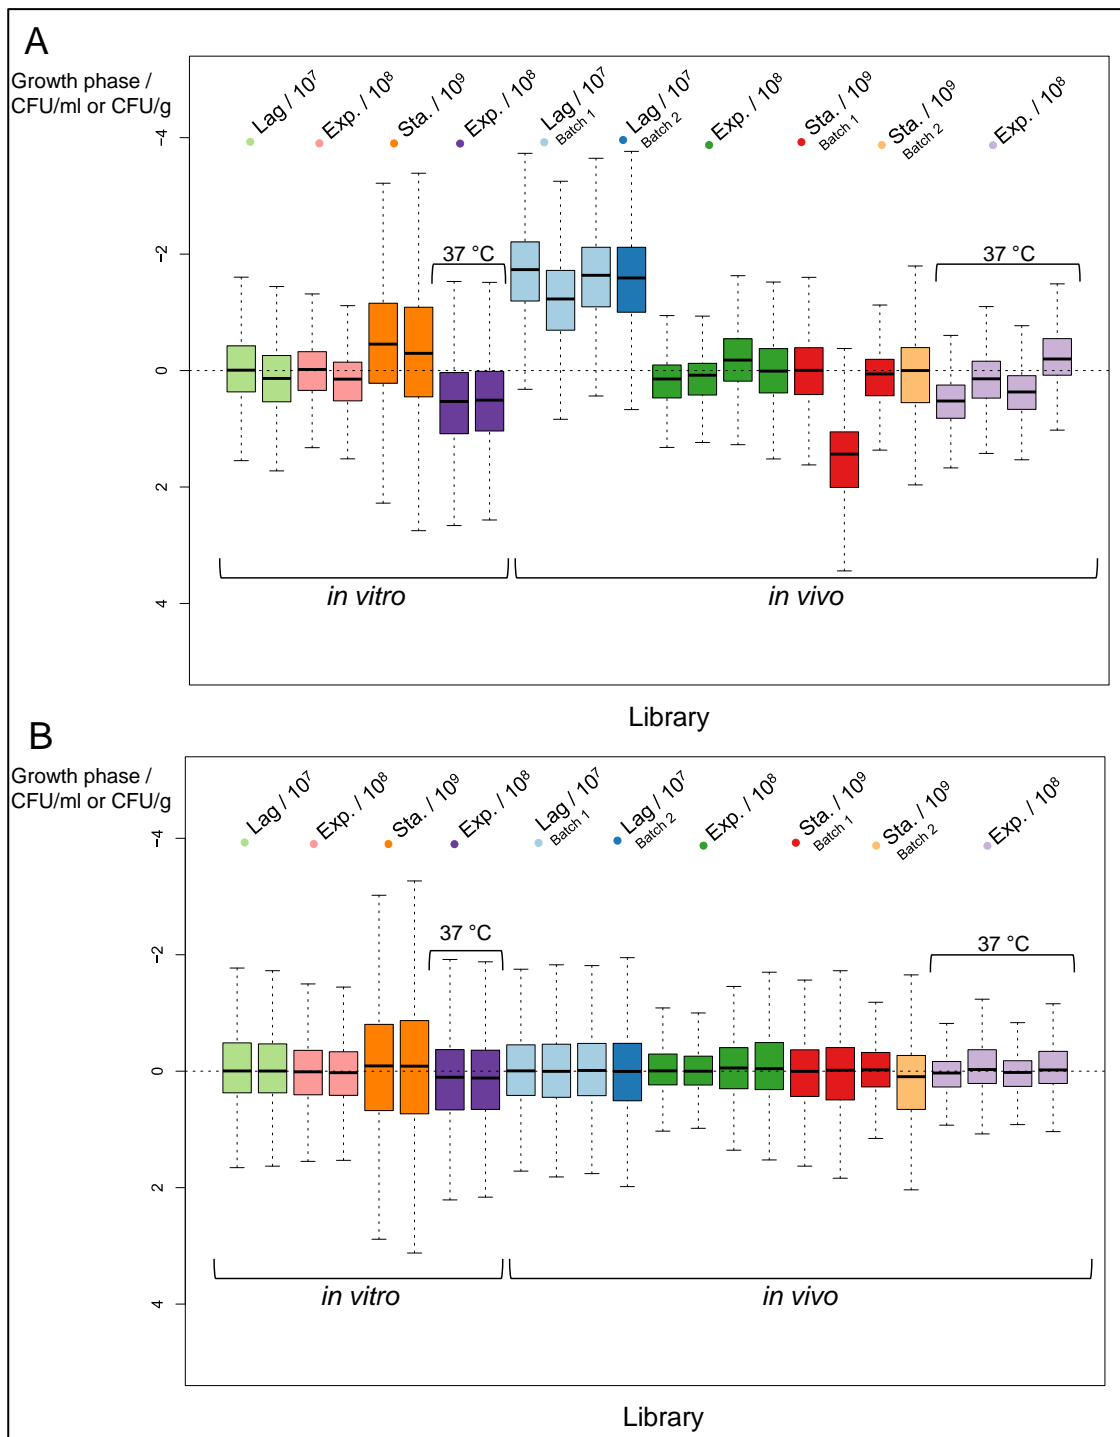 A
Growth phase /
CFU/ml or CFU/g
Lag / 10⁷
Exp. / 10⁸
Sta. / 10⁹
Exp. / 10⁸
Lag / 10⁷
Batch 1
Lag / 10⁷
Batch 2
Exp. / 10⁸
Sta. / 10⁹
Batch 1
Sta. / 10⁹
Batch 2
Exp. / 10⁸
-4
-2
0
2
4
37 °C
37 °C
in vitro
in vivo
Library
B
Growth phase /
CFU/ml or CFU/g
Lag / 10⁷
Exp. / 10⁸
Sta. / 10⁹
Exp. / 10⁸
Lag / 10⁷
Batch 1
Lag / 10⁷
Batch 2
Exp. / 10⁸
Sta. / 10⁹
Batch 1
Sta. / 10⁹
Batch 2
Exp. / 10⁸
-4
-2
0
2
4
37 °C
37 °C
in vitro
in vivo
Library